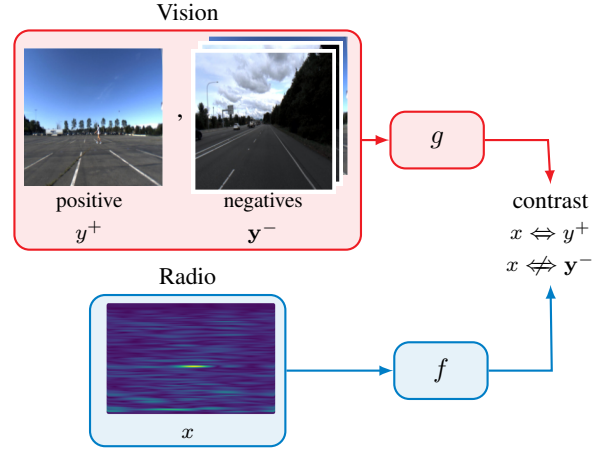 Vision
,
positive
negatives
y⁺
𝐲⁻
g
contrast
x ⇔ y⁺
x ⇎ 𝐲⁻
Radio
x
f